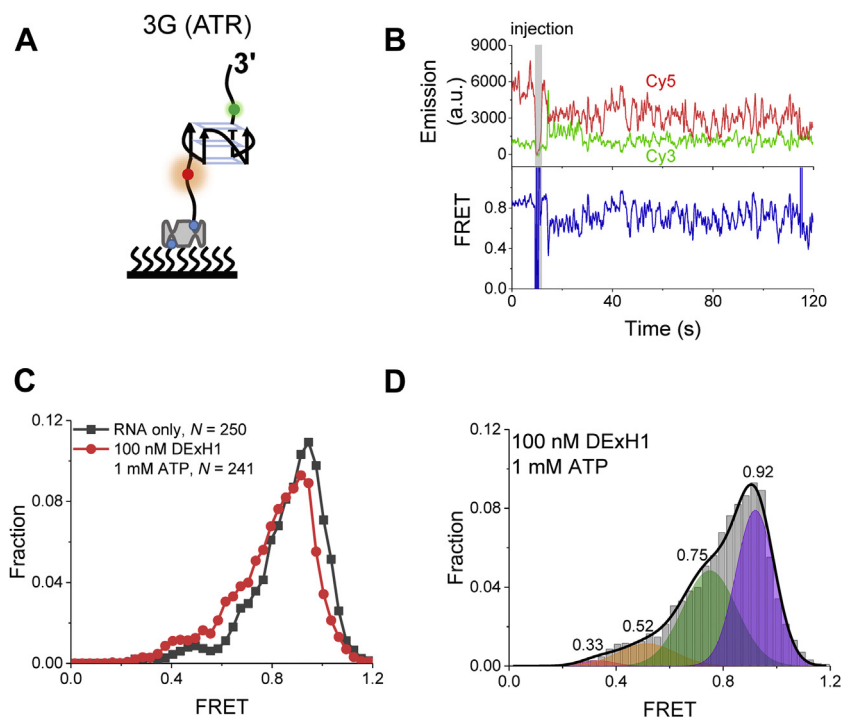 A
3G (ATR)
3'
B
injection
9000
6000
3000
0
Emission
(a.u.)
Cy5
Cy3
0.8
0.4
0.0
FRET
0
40
80
120
Time (s)
C
0.12
0.08
0.04
0.00
Fraction
RNA only, N = 250
100 nM DExH1
1 mM ATP, N = 241
0.0
0.4
0.8
1.2
FRET
D
100 nM DExH1
1 mM ATP
0.12
0.08
0.04
0.00
Fraction
0.33
0.52
0.75
0.92
0.0
0.4
0.8
1.2
FRET